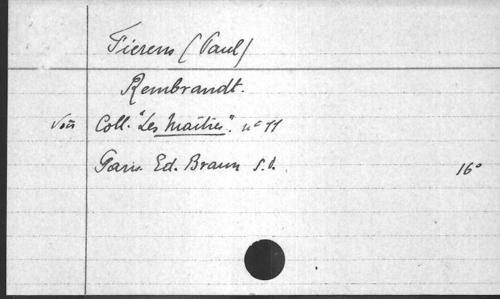 Fierens (Paul)
Rembrandt.
Voir Coll. "Les Maîtres". n° 11
Paris. Ed. Braun S.d. 16°